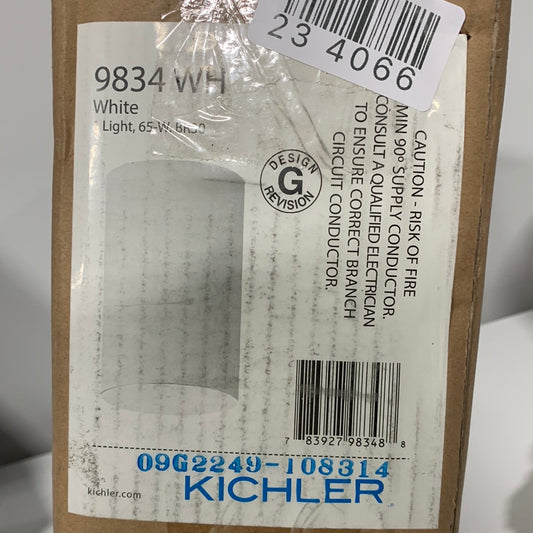 23 4066
9834 WH
White
1 Light, 65-W, BR30
DESIGN
G
REVISION
CAUTION - RISK OF FIRE
MIN 90° SUPPLY CONDUCTOR.
CONSULT A QUALIFIED ELECTRICIAN
TO ENSURE CORRECT BRANCH
CIRCUIT CONDUCTOR.
7 83927 98348 8
09G2249-108314
kichler.com
KICHLER®